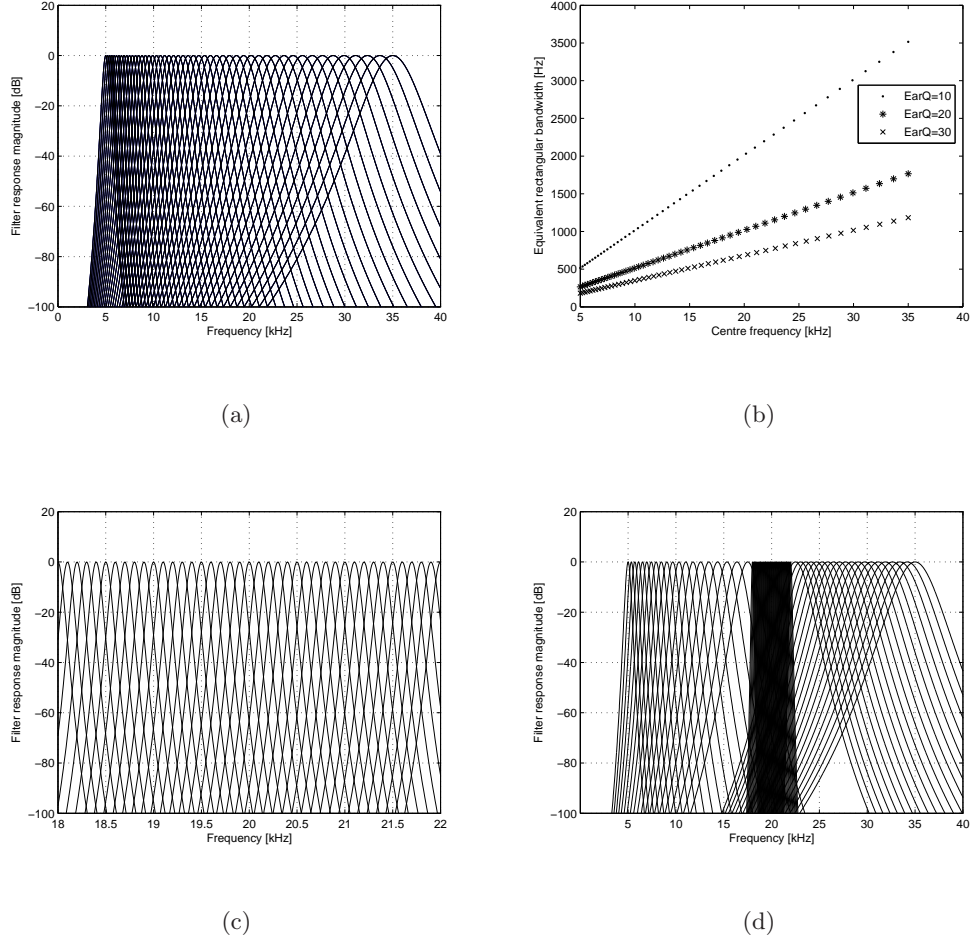 20
0
−20
−40
−60
−80
−100
Filter response magnitude [dB]
0 5 10 15 20 25 30 35 40
Frequency [kHz]
(a)
4000
3500
3000
2500
2000
1500
1000
500
0
Equivalent rectangular bandwidth [Hz]
EarQ=10
EarQ=20
EarQ=30
5 10 15 20 25 30 35 40
Centre frequency [kHz]
(b)
20
0
−20
−40
−60
−80
−100
Filter response magnitude [dB]
18 18.5 19 19.5 20 20.5 21 21.5 22
Frequency [kHz]
(c)
20
0
−20
−40
−60
−80
−100
Filter response magnitude [dB]
5 10 15 20 25 30 35 40
Frequency [kHz]
(d)